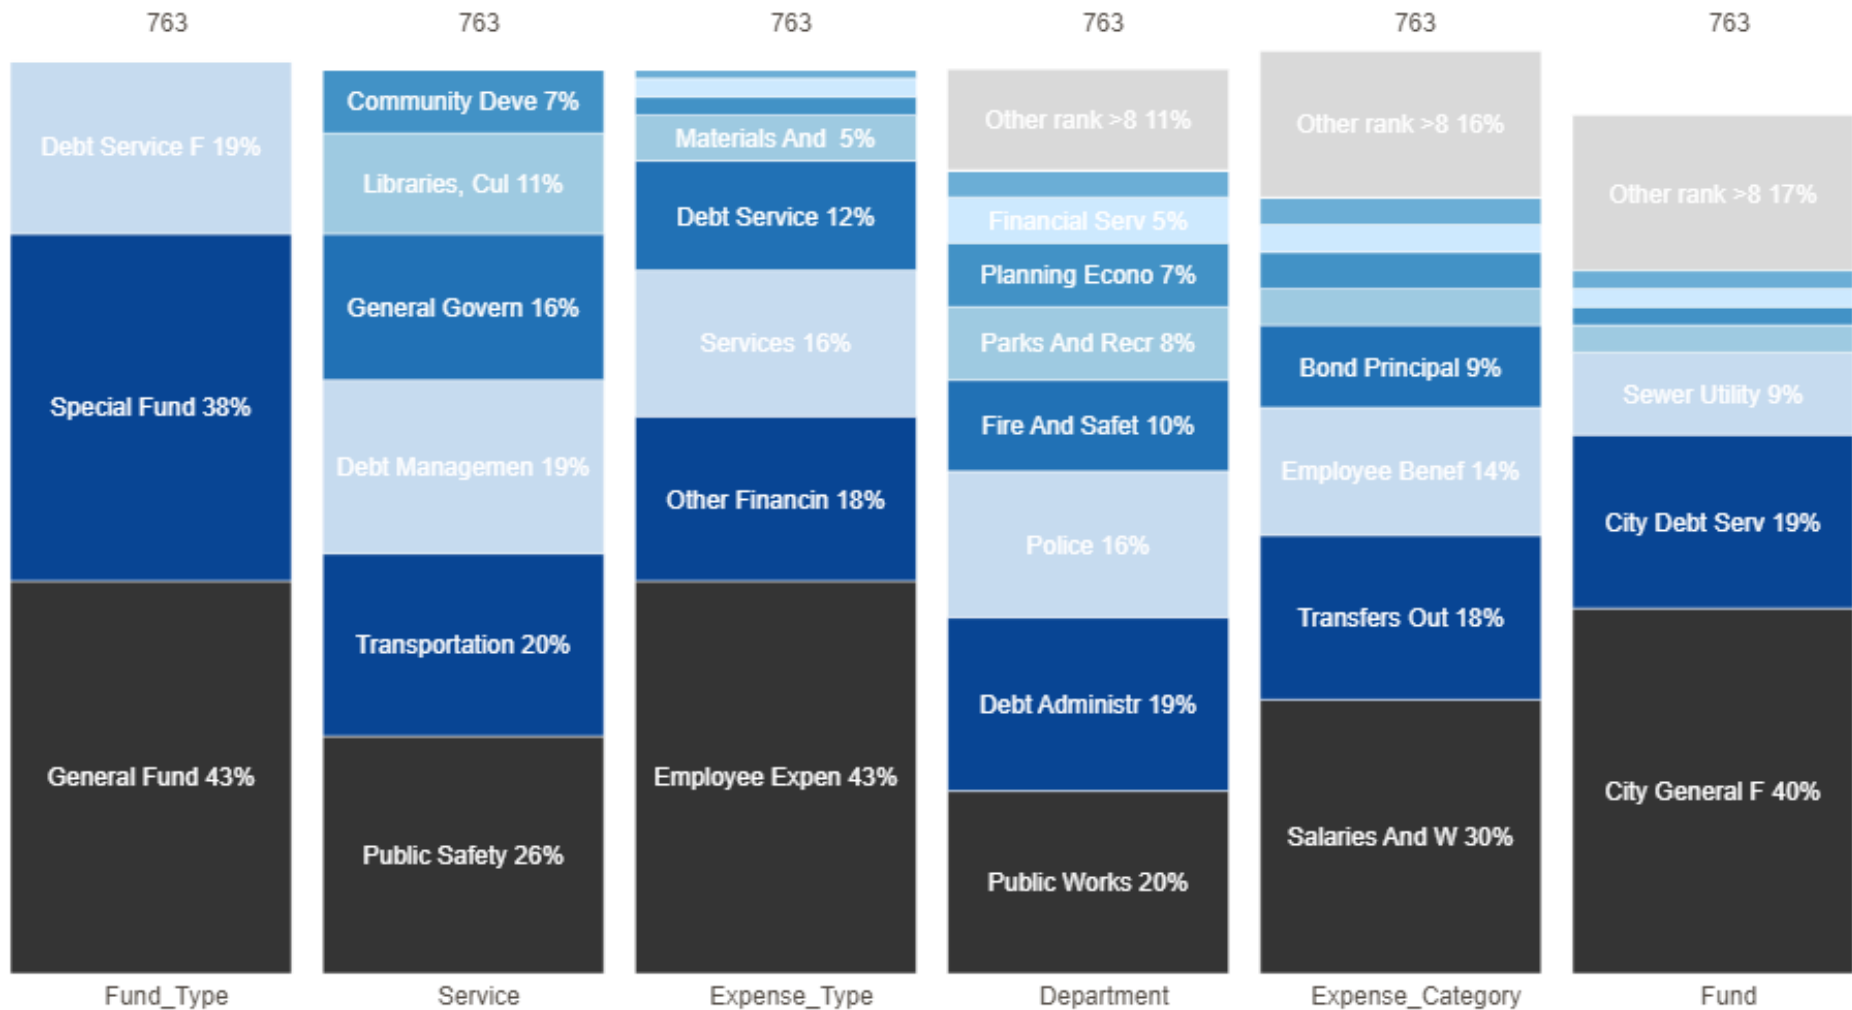 763
763
763
763
763
763
Debt Service F 19%
Special Fund 38%
General Fund 43%
Community Deve 7%
Libraries, Cul 11%
General Govern 16%
Debt Managemen 19%
Transportation 20%
Public Safety 26%
Materials And  5%
Debt Service 12%
Services 16%
Other Financin 18%
Employee Expen 43%
Other rank >8 11%
Financial Serv 5%
Planning Econo 7%
Parks And Recr 8%
Fire And Safet 10%
Police 16%
Debt Administr 19%
Public Works 20%
Other rank >8 16%
Bond Principal 9%
Employee Benef 14%
Transfers Out 18%
Salaries And W 30%
Other rank >8 17%
Sewer Utility 9%
City Debt Serv 19%
City General F 40%
Fund_Type
Service
Expense_Type
Department
Expense_Category
Fund